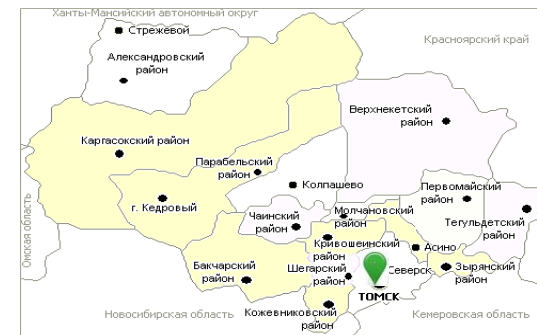 Ханты-Мансийский автономный округ
Стрежевой
Красноярский край
Александровский
район
Верхнекетский
район
Каргасокский район
Парабельский
район
Колпашево
Первомайский
район
г. Кедровый
Молчановский
район
Чаинский
район
Тегульдетский
район
Омская область
Кривошеинский
район
Асино
Бакчарский
район
Шегарский
район
Северск
Зырянский
район
ТОМСК
Новосибирская область
Кожевниковский
район
Кемеровская область